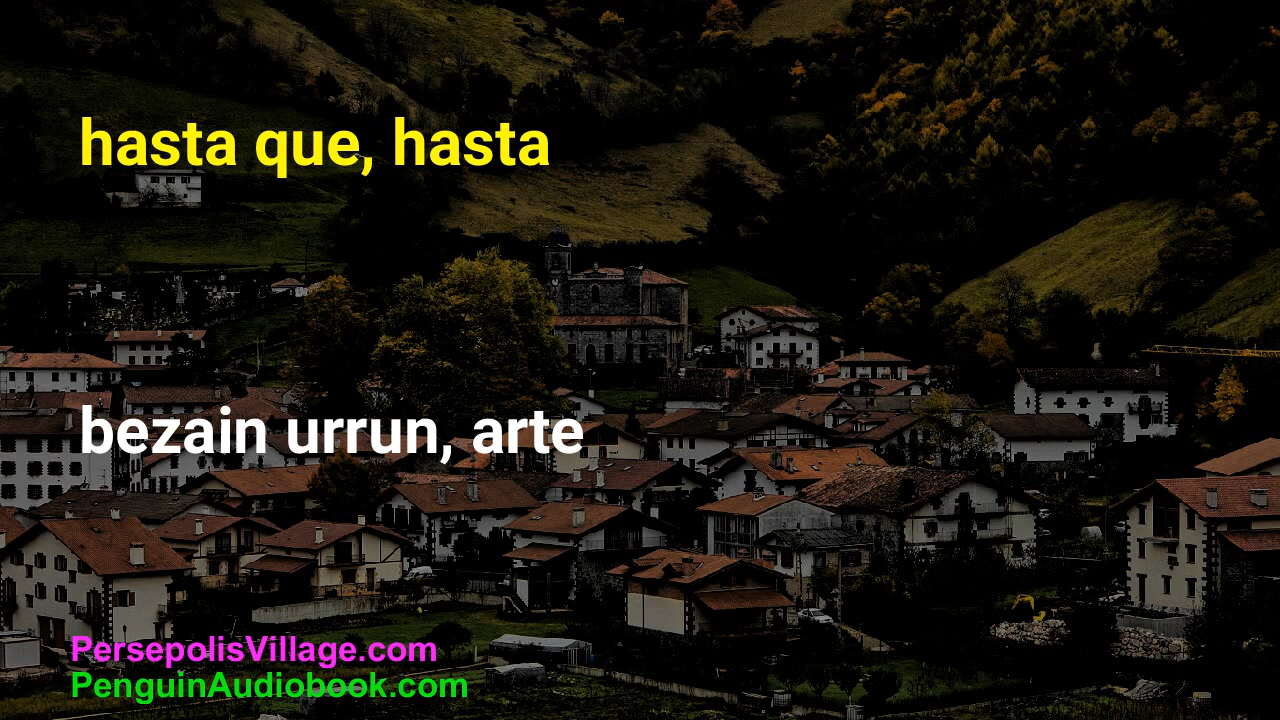 hasta que, hasta
bezain urrun, arte
PersepolisVillage.com
PenguinAudiobook.com